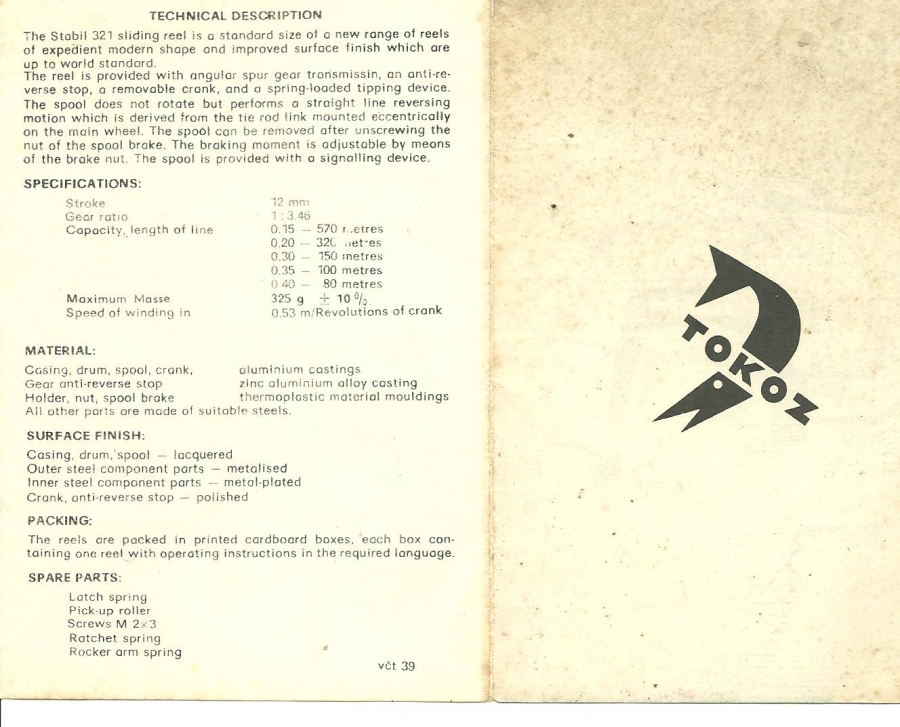 TECHNICAL DESCRIPTION
The Stabil 321 sliding reel is a standard size of a new range of reels
of expedient modern shape and improved surface finish which are
up to world standard.
The reel is provided with angular spur gear transmissin, an anti-re-
verse stop, a removable crank, and a spring-loaded tipping device.
The spool does not rotate but performs a straight line reversing
motion which is derived from the tie rod link mounted eccentrically
on the main wheel. The spool can be removed after unscrewing the
nut of the spool brake. The braking moment is adjustable by means
of the brake nut. The spool is provided with a signalling device.
SPECIFICATIONS:
Stroke 12 mm
Gear ratio 1 : 3.46
Capacity, length of line 0.15 — 570 metres
0.20 — 320 metres
0.30 — 150 metres
0.35 — 100 metres
0.40 — 80 metres
Maximum Masse 325 g ± 10 %
Speed of winding in 0.53 m/Revolutions of crank
MATERIAL:
Casing, drum, spool, crank, aluminium castings
Gear anti-reverse stop zinc aluminium alloy casting
Holder, nut, spool brake thermoplastic material mouldings
All other parts are made of suitable steels.
SURFACE FINISH:
Casing, drum, spool — lacquered
Outer steel component parts — metalised
Inner steel component parts — metal-plated
Crank, anti-reverse stop — polished
PACKING:
The reels are packed in printed cardboard boxes, each box con-
taining one reel with operating instructions in the required language.
SPARE PARTS:
Latch spring
Pick-up roller
Screws M 2×3
Ratchet spring
Rocker arm spring
včt 39
TOKOZ